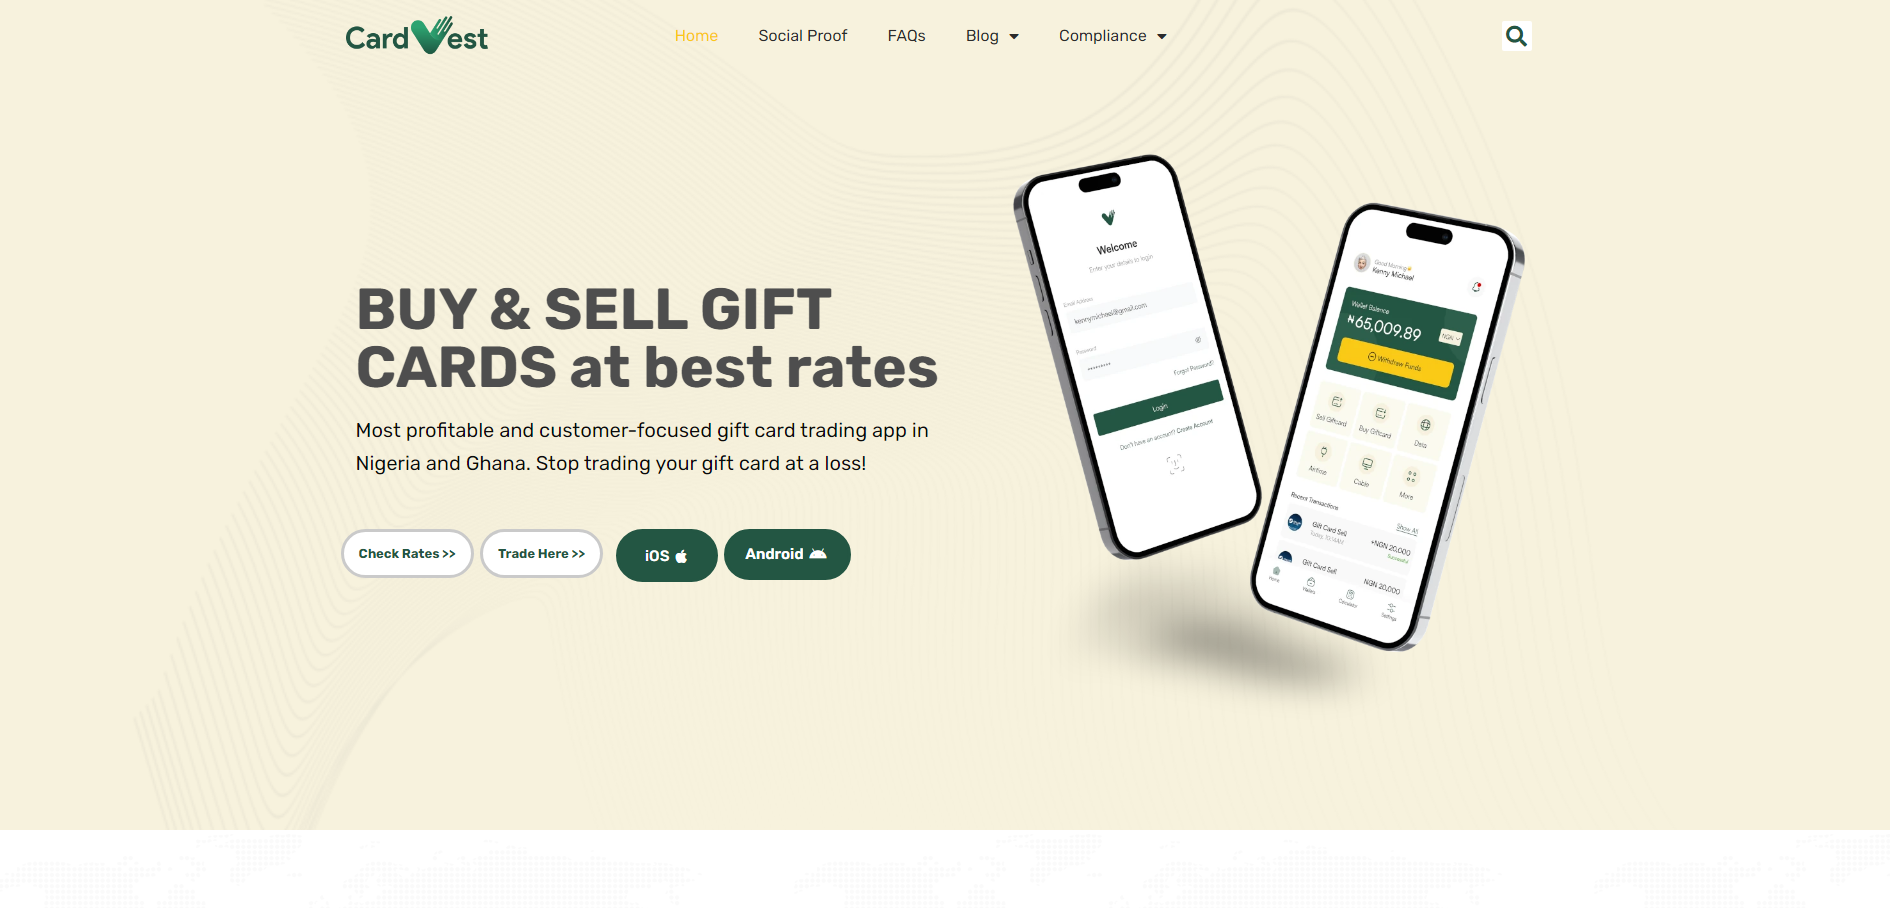 CardVest
Home
Social Proof
FAQs
Blog
Compliance
BUY & SELL GIFT
CARDS at best rates
Most profitable and customer-focused gift card trading app in
Nigeria and Ghana. Stop trading your gift card at a loss!
Check Rates >>
Trade Here >>
iOS
Android
Welcome
Enter your details to login
Email Address
kennymicheal@gmail.com
Password
*********
Forgot Password?
Login
Don't have an account? Create Account
Good Morning
Kenny Michael
Wallet Balance
₦65,009.89
NGN
Withdraw Funds
Sell Giftcard
Buy Giftcard
Data
Airtime
Cable
More
Recent Transactions
Show All
Gift Card Sell
+NGN 20,000
Today, 10:14AM
Successful
Gift Card Sell
NGN 20,000
Home
Wallets
Calculator
Settings